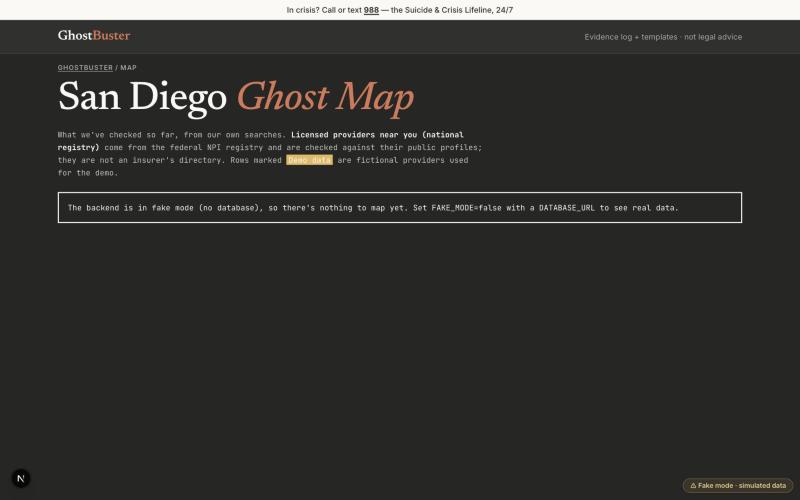 In crisis? Call or text 988 — the Suicide & Crisis Lifeline, 24/7
GhostBuster
Evidence log + templates · not legal advice
GHOSTBUSTER / MAP
San Diego Ghost Map
What we've checked so far, from our own searches. Licensed providers near you (national
registry) come from the federal NPI registry and are checked against their public profiles;
they are not an insurer's directory. Rows marked Demo data are fictional providers used
for the demo.
The backend is in fake mode (no database), so there's nothing to map yet. Set FAKE_MODE=false with a DATABASE_URL to see real data.
N
⚠ Fake mode · simulated data